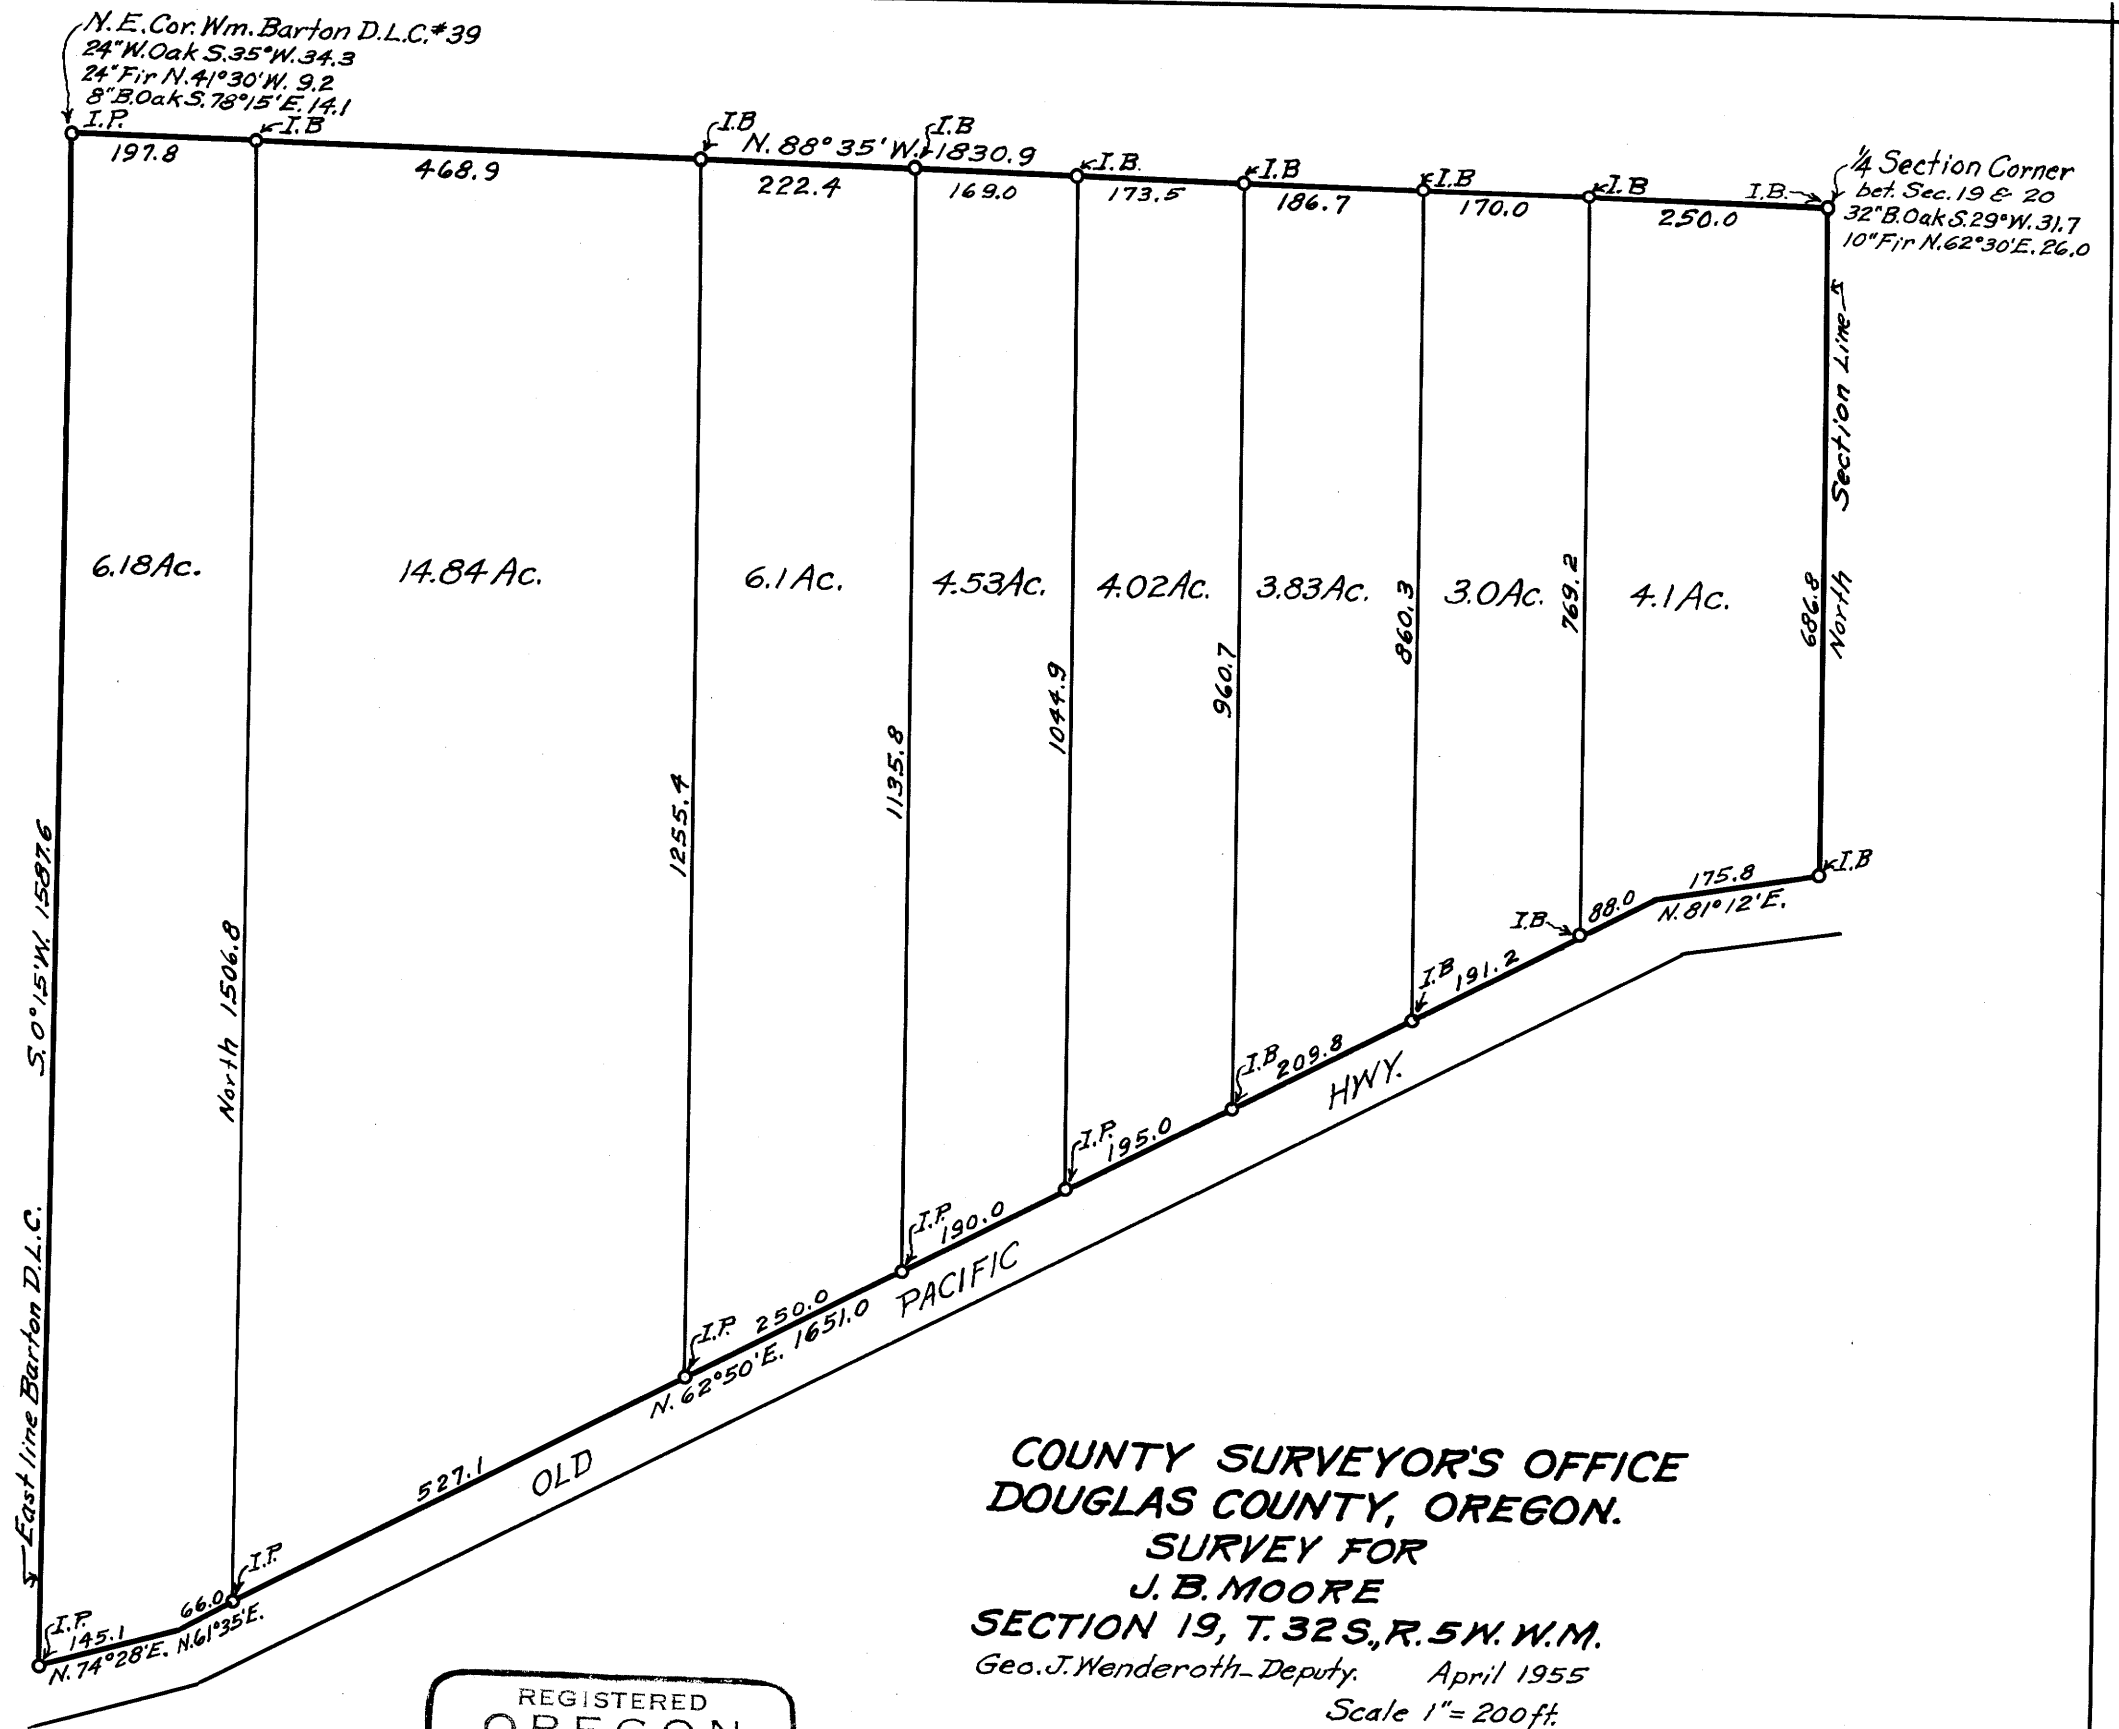 N.E. Cor. Wm. Barton D.L.C. #39
24" W. Oak S. 35° W. 34.3
24" Fir N. 41°30' W. 9.2
8" B. Oak S. 78°15' E. 14.1
I.P.
I.B
I.B
I.B
I.B.
I.B
I.B
I.B
I.B.
N. 88° 35' W. 1830.9
197.8
468.9
222.4
169.0
173.5
186.7
170.0
250.0
1/4 Section Corner
bet. Sec. 19 & 20
32" B. Oak S. 29° W. 31.7
10" Fir N. 62°30' E. 26.0
Section Line
North 686.8
6.18 Ac.
14.84 Ac.
6.1 Ac.
4.53 Ac.
4.02 Ac.
3.83 Ac.
3.0 Ac.
4.1 Ac.
East line Barton D.L.C.
S. 0°15' W. 1587.6
North 1506.8
1255.4
1135.8
1044.9
960.7
860.3
769.2
I.B
175.8
N. 81° 12' E.
88.0
I.B
191.2
I.B
209.8
I.B
195.0
I.P.
190.0
I.P.
250.0
N. 62°50' E. 1651.0
I.P.
527.1
I.P.
66.0
N. 61°35' E.
145.1
N. 74°28' E.
I.P.
OLD PACIFIC HWY.
COUNTY SURVEYOR'S OFFICE
DOUGLAS COUNTY, OREGON.
SURVEY FOR
J. B. MOORE
SECTION 19, T. 32 S., R. 5 W. W.M.
Geo. J. Wenderoth - Deputy. April 1955
Scale 1" = 200 ft.
REGISTERED
OREGON